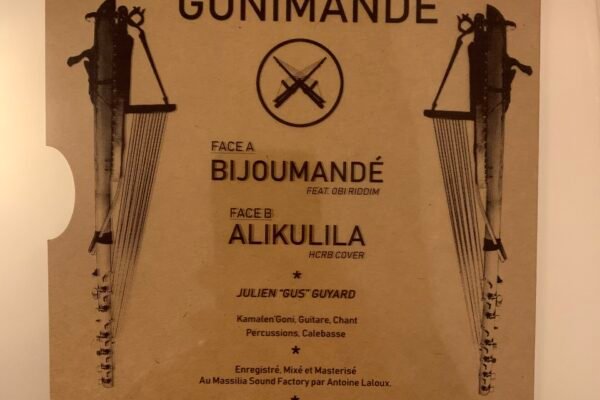 GONIMANDÉ
FACE A
BIJOUMANDÉ
FEAT. OBI RIDDIM
FACE B
ALIKULILA
HCRB COVER
*
JULIEN "GUS" GUYARD
Kamalen'Goni, Guitare, Chant
Percussions, Calebasse
*
Enregistré, Mixé et Masterisé
Au Massilia Sound Factory par Antoine Laloux.
*